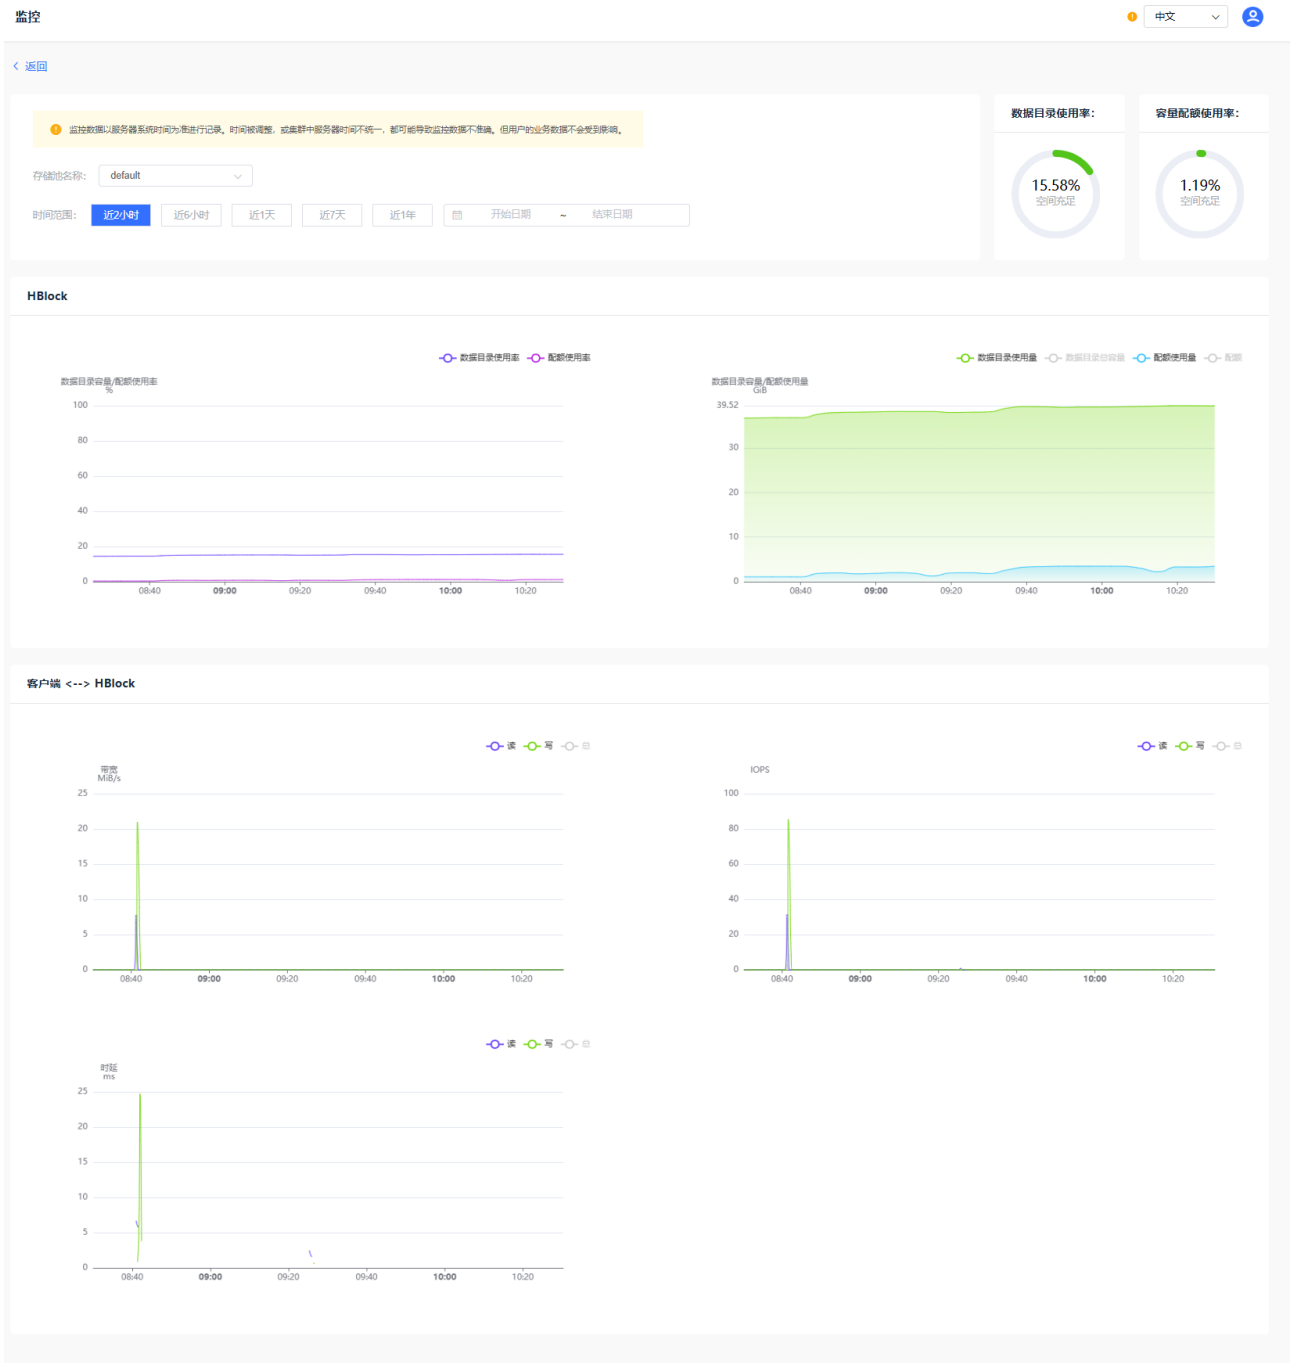 监控
中文
返回
监控数据以服务器系统时间为准进行记录。时间被调整，或集群中服务器时间不统一，都可能导致监控数据不准确。但用户的业务数据不会受到影响。
存储池名称: default
时间范围: 近2小时 近6小时 近1天 近7天 近1年 开始日期 ~ 结束日期
数据目录使用率:
15.58%
空间充足
容量配额使用率:
1.19%
空间充足
HBlock
数据目录使用率 配额使用率
数据目录容量/配额使用率
%
100
80
60
40
20
0
08:40 09:00 09:20 09:40 10:00 10:20
数据目录使用量 数据目录总容量 配额使用量 配额
数据目录容量/配额使用量
GiB
39.52
30
20
10
0
08:40 09:00 09:20 09:40 10:00 10:20
客户端 <--> HBlock
读 写 总
带宽
MiB/s
25
20
15
10
5
0
08:40 09:00 09:20 09:40 10:00 10:20
读 写 总
IOPS
100
80
60
40
20
0
08:40 09:00 09:20 09:40 10:00 10:20
读 写 总
时延
ms
25
20
15
10
5
0
08:40 09:00 09:20 09:40 10:00 10:20